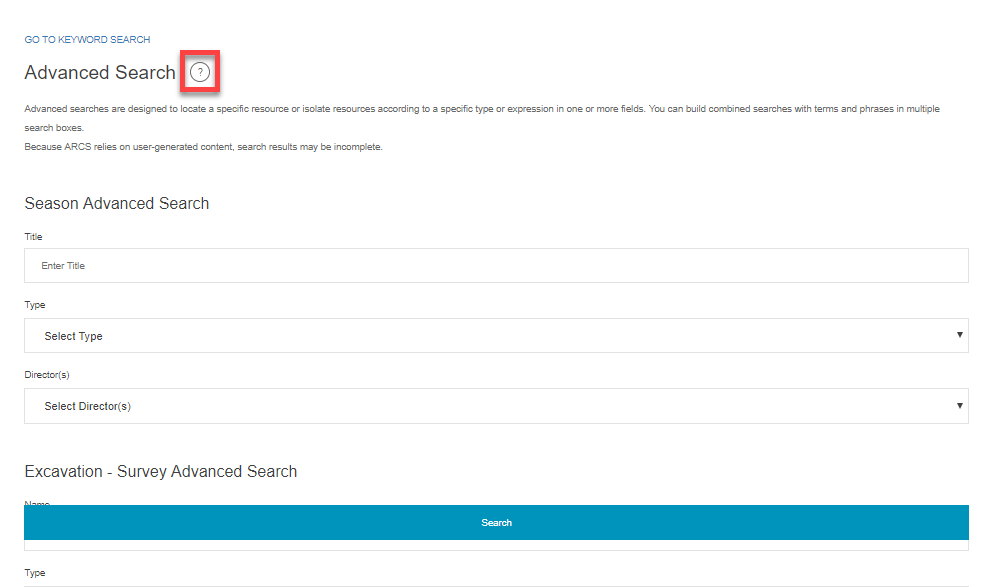 GO TO KEYWORD SEARCH
Advanced Search ?
Advanced searches are designed to locate a specific resource or isolate resources according to a specific type or expression in one or more fields. You can build combined searches with terms and phrases in multiple
search boxes.
Because ARCS relies on user-generated content, search results may be incomplete.
Season Advanced Search
Title
Enter Title
Type
Select Type
Director(s)
Select Director(s)
Excavation - Survey Advanced Search
Name
Search
Type